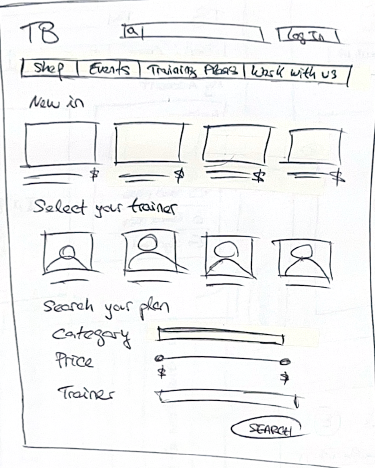 TB a Log In
Shop Events Training Plans Work with us
New in
$ $ $ $
Select your trainer
Search your plan
Category
Price
$ $
Trainer
SEARCH